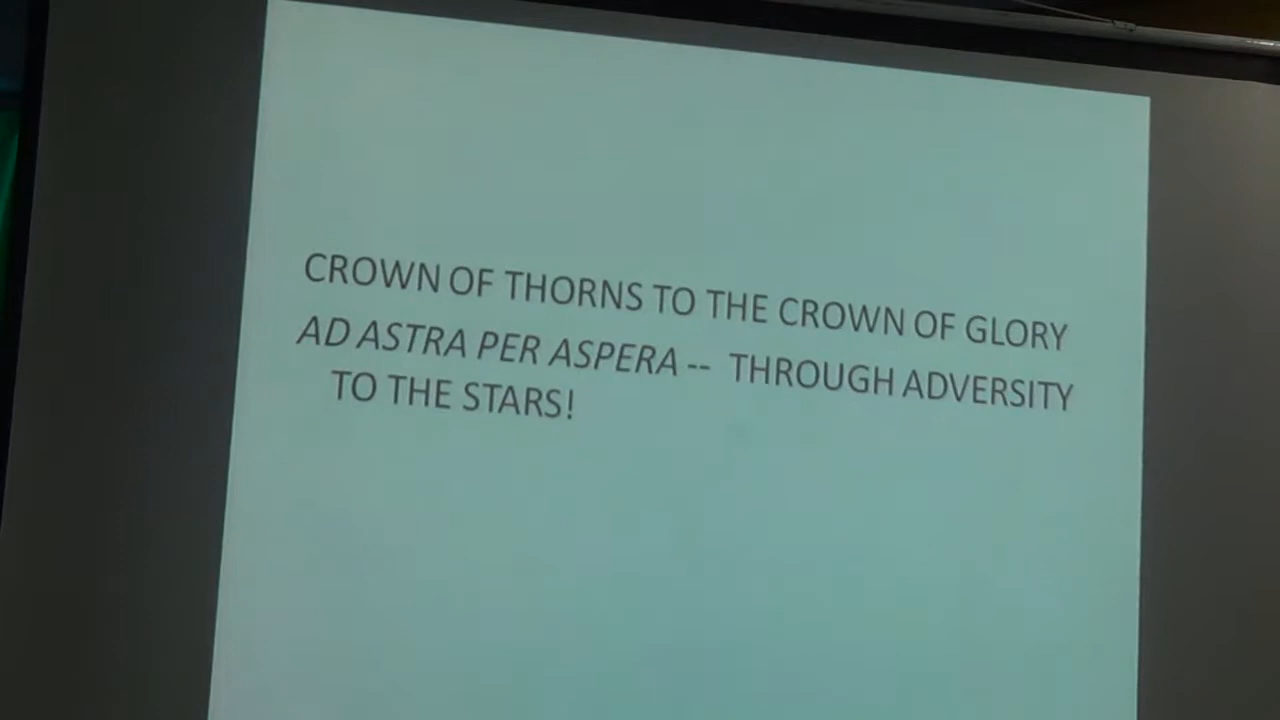 CROWN OF THORNS TO THE CROWN OF GLORY
AD ASTRA PER ASPERA -- THROUGH ADVERSITY
TO THE STARS!